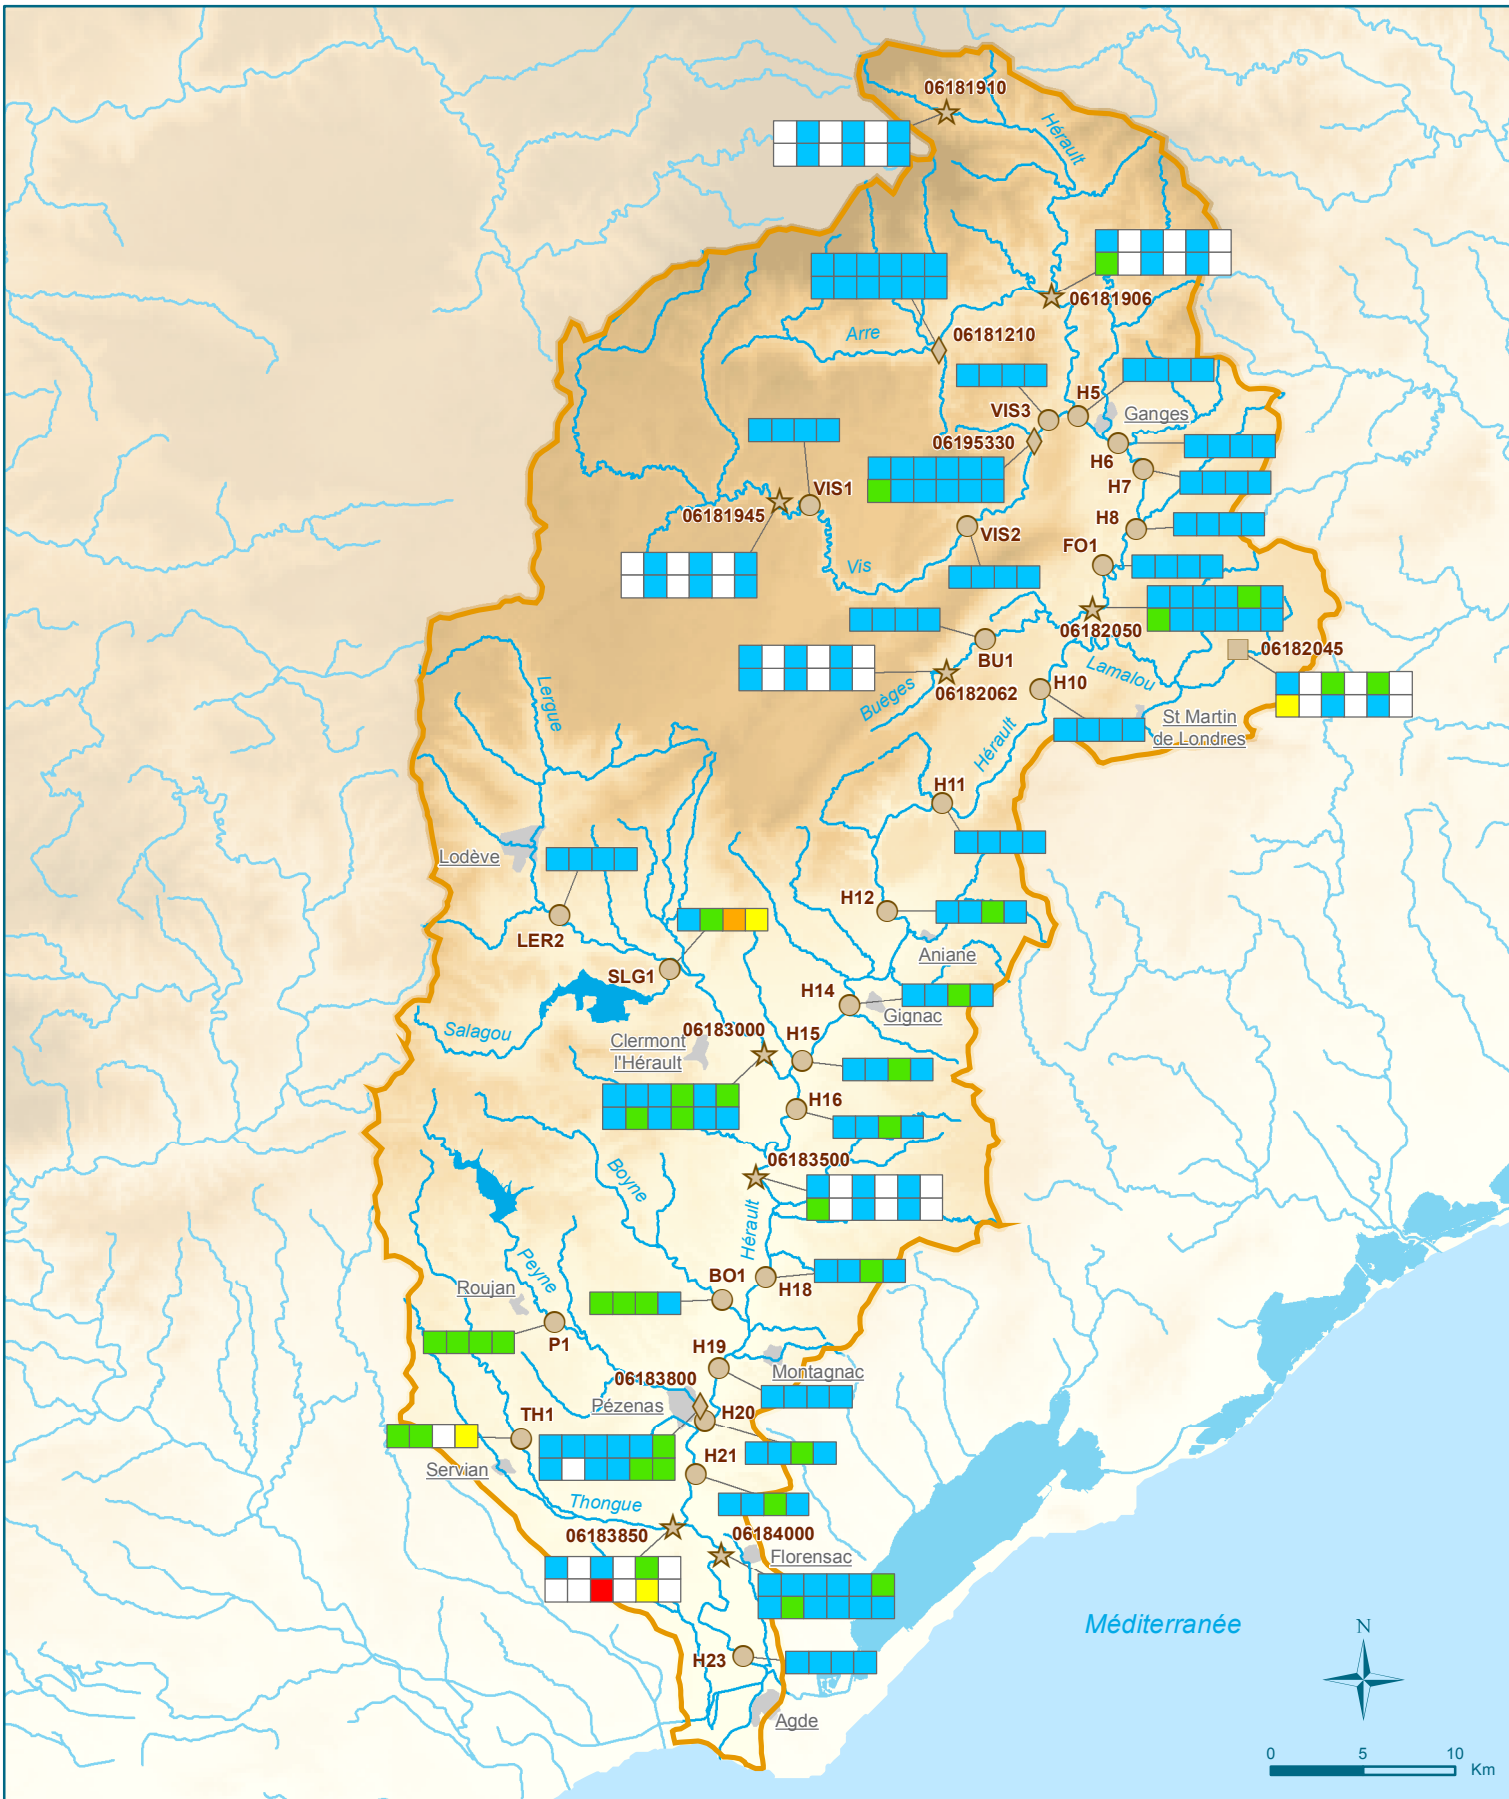 06181910
Hérault
06181906
Arre
06181210
H5
VIS3
Ganges
06195330
H6
H7
VIS1
06181945
H8
VIS2
FO1
Vis
06182050
06182045
BU1
Lamalou
H10
06182062
Buèges
Lergue
St Martin
de Londres
Hérault
H11
Lodève
H12
LER2
Aniane
SLG1
H14
Gignac
Salagou
06183000
H15
Clermont
l'Hérault
H16
06183500
Boyne
Hérault
Peyne
BO1
H18
Roujan
P1
H19
Montagnac
06183800
Pézenas
H20
TH1
H21
Servian
Thongue
06183850
06184000
Florensac
Méditerranée
N
H23
Agde
0 5 10
Km